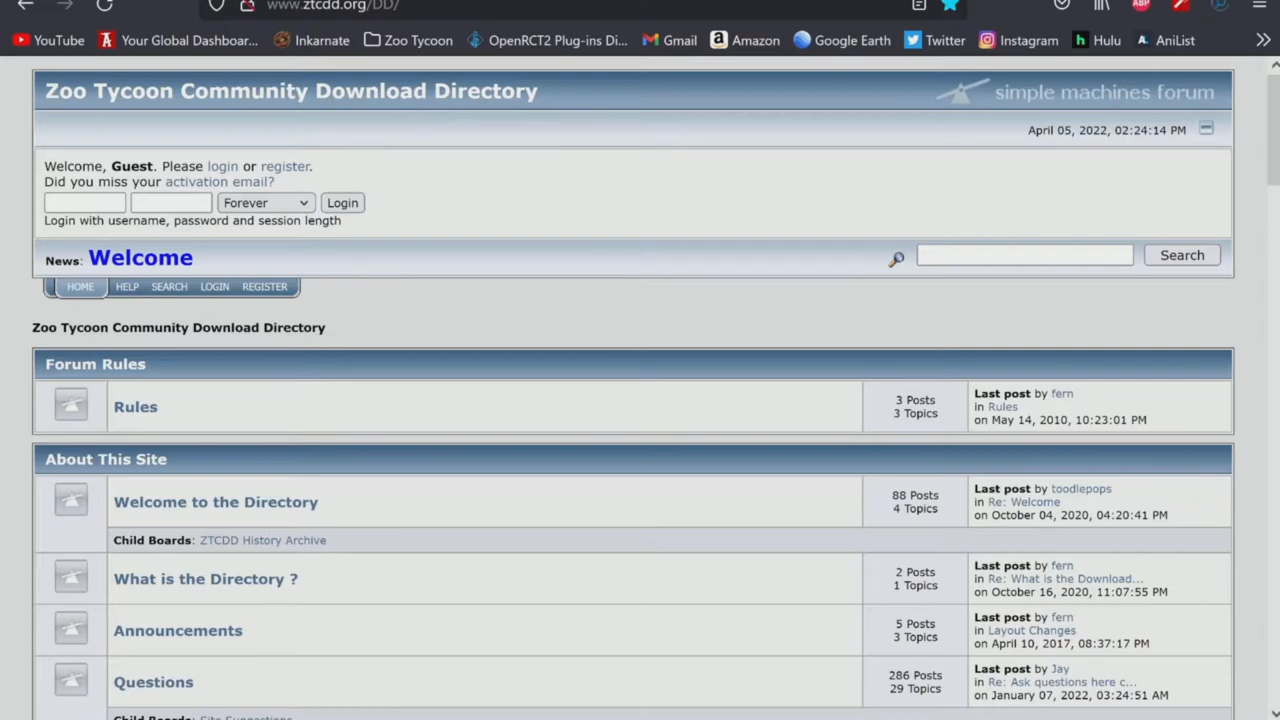 www.ztcdd.org/DD/
YouTube
Your Global Dashboar...
Inkarnate
Zoo Tycoon
OpenRCT2 Plug-ins Di...
Gmail
Amazon
Google Earth
Twitter
Instagram
Hulu
AniList
Zoo Tycoon Community Download Directory
simple machines forum
April 05, 2022, 02:24:14 PM
Welcome, Guest. Please login or register.
Did you miss your activation email?
Forever
Login
Login with username, password and session length
News: Welcome
Search
HOME
HELP
SEARCH
LOGIN
REGISTER
Zoo Tycoon Community Download Directory
Forum Rules
Rules
3 Posts
3 Topics
Last post by fern
in Rules
on May 14, 2010, 10:23:01 PM
About This Site
Welcome to the Directory
88 Posts
4 Topics
Last post by toodlepops
in Re: Welcome
on October 04, 2020, 04:20:41 PM
Child Boards: ZTCDD History Archive
What is the Directory ?
2 Posts
1 Topics
Last post by fern
in Re: What is the Download...
on October 16, 2020, 11:07:55 PM
Announcements
5 Posts
3 Topics
Last post by fern
in Layout Changes
on April 10, 2017, 08:37:17 PM
Questions
286 Posts
29 Topics
Last post by Jay
in Re: Ask questions here c...
on January 07, 2022, 03:24:51 AM
Child Boards: Site Suggestions